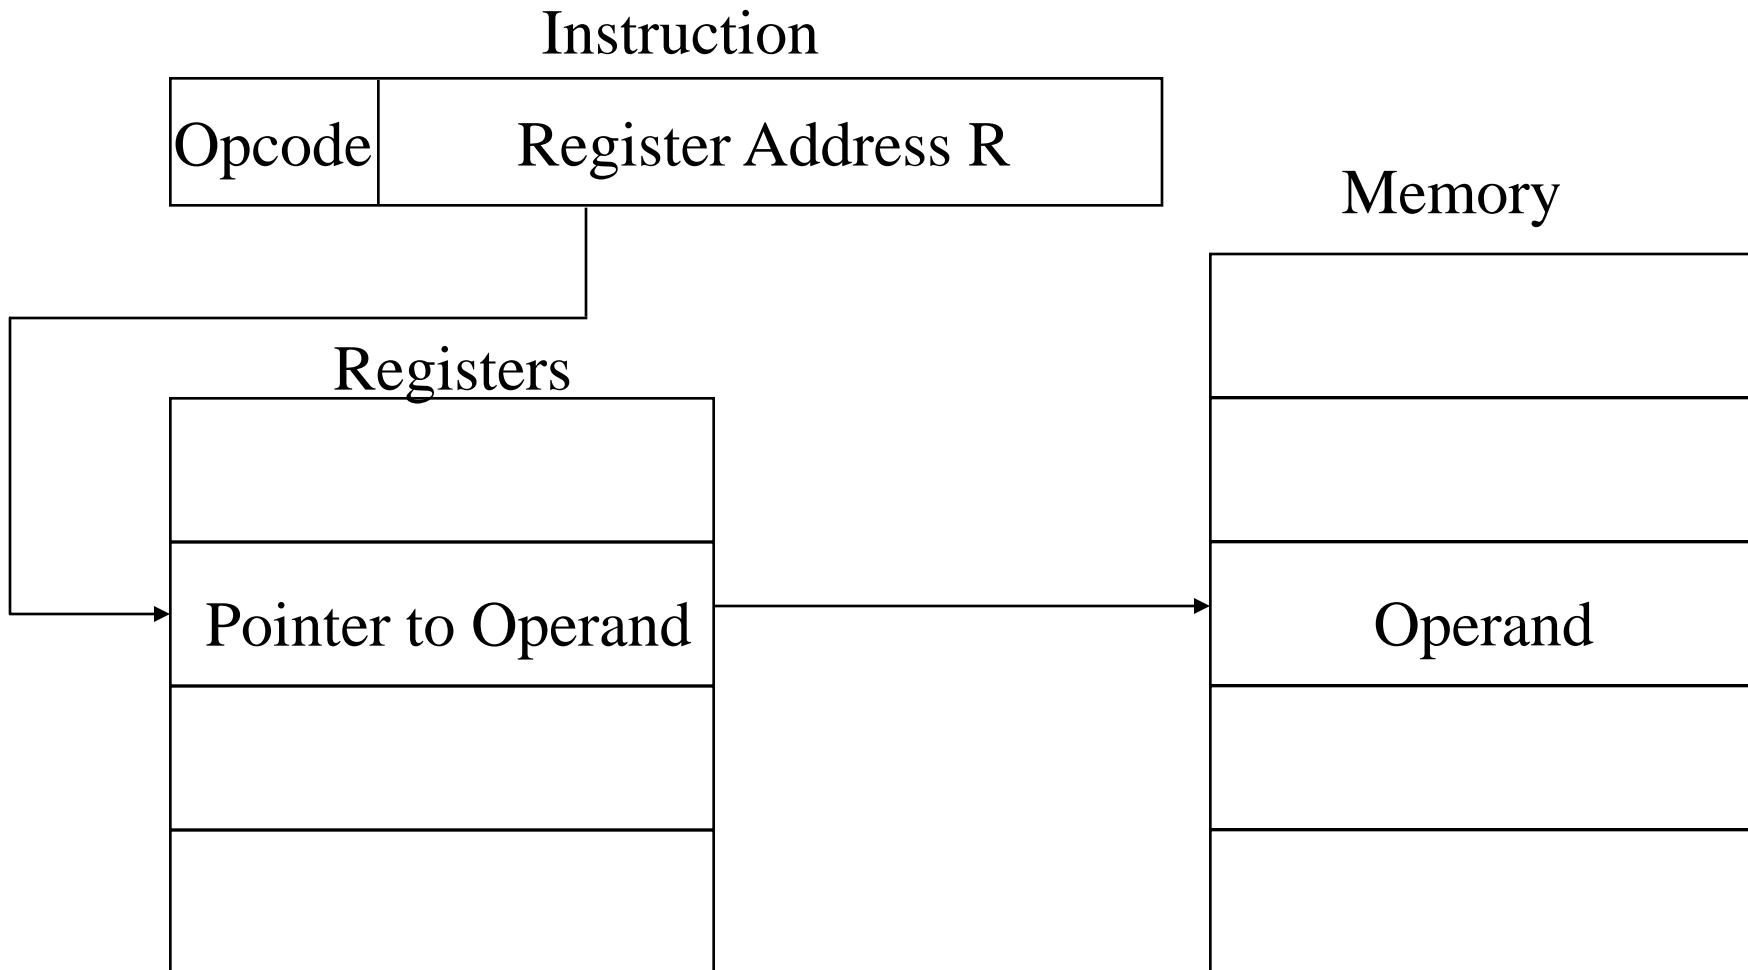 Instruction
Opcode
Register Address R
Memory
Registers
Pointer to Operand
Operand